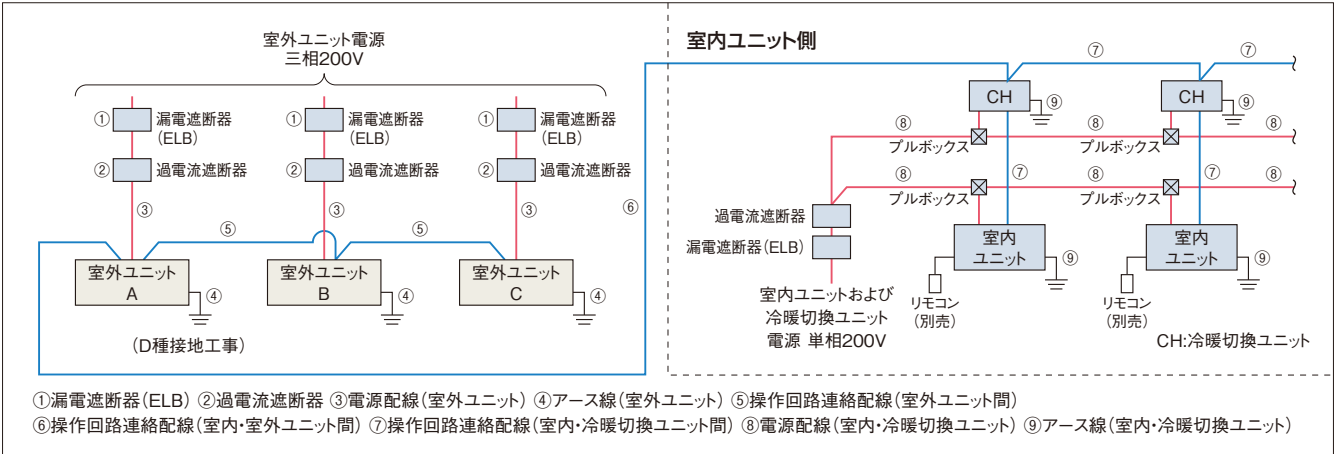 室外ユニット電源
三相200V
① 漏電遮断器
(ELB)
② 過電流遮断器
③
① 漏電遮断器
(ELB)
② 過電流遮断器
③
① 漏電遮断器
(ELB)
② 過電流遮断器
③
⑤
⑤
⑥
室外ユニット
A
④
室外ユニット
B
④
室外ユニット
C
④
(D種接地工事)
室内ユニット側
⑦
⑦
CH
⑨
CH
⑨
⑧
⑧
⑧
プルボックス
プルボックス
⑧
⑦
⑧
⑦
⑧
プルボックス
プルボックス
過電流遮断器
漏電遮断器(ELB)
室内
ユニット
⑨
室内
ユニット
⑨
リモコン
(別売)
リモコン
(別売)
室内ユニットおよび
冷暖切換ユニット
電源 単相200V
CH:冷暖切換ユニット
①漏電遮断器(ELB) ②過電流遮断器 ③電源配線(室外ユニット) ④アース線(室外ユニット) ⑤操作回路連絡配線(室外ユニット間)
⑥操作回路連絡配線(室内・室外ユニット間) ⑦操作回路連絡配線(室内・冷暖切換ユニット間) ⑧電源配線(室内・冷暖切換ユニット) ⑨アース線(室内・冷暖切換ユニット)